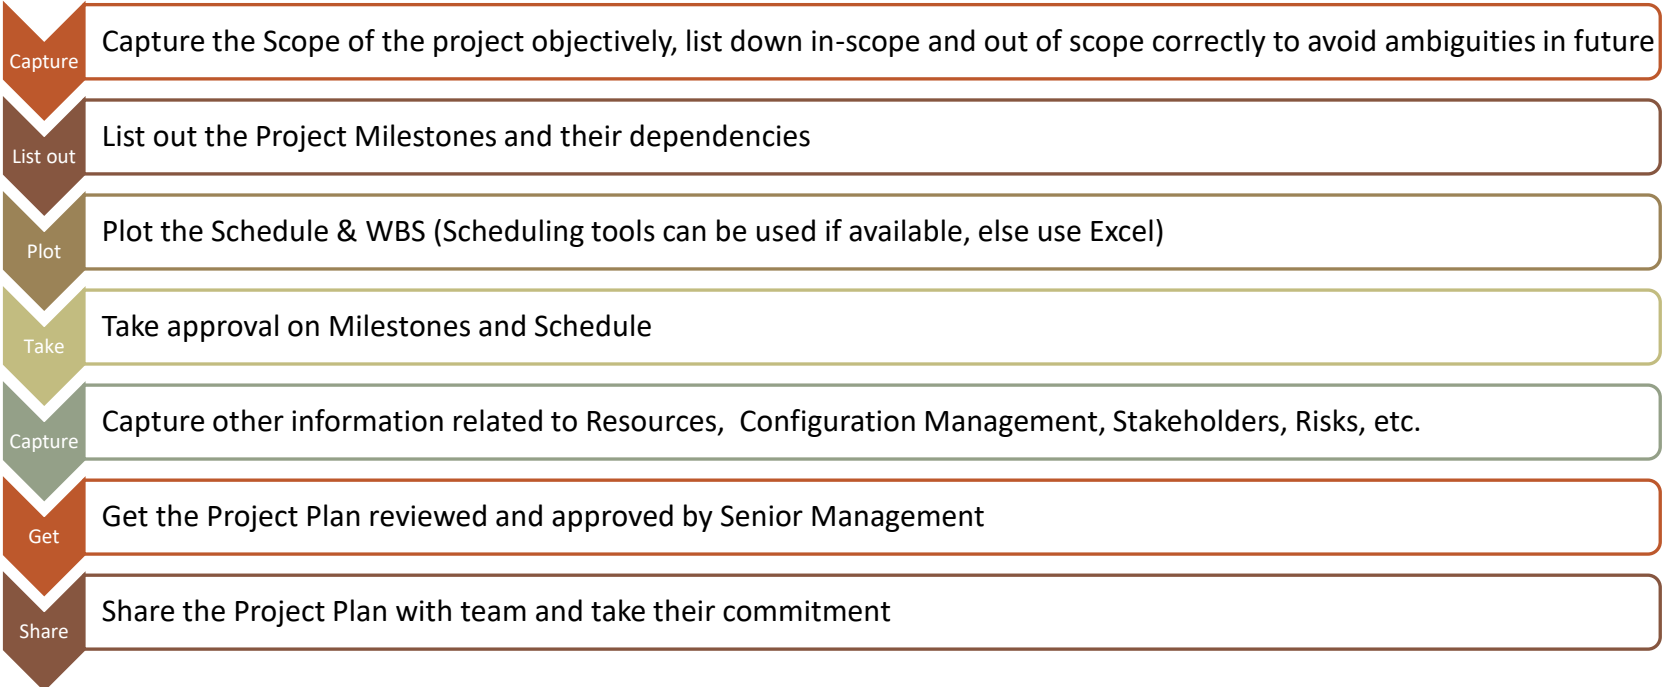 Capture
Capture the Scope of the project objectively, list down in-scope and out of scope correctly to avoid ambiguities in future
List out
List out the Project Milestones and their dependencies
Plot
Plot the Schedule & WBS (Scheduling tools can be used if available, else use Excel)
Take
Take approval on Milestones and Schedule
Capture
Capture other information related to Resources,  Configuration Management, Stakeholders, Risks, etc.
Get
Get the Project Plan reviewed and approved by Senior Management
Share
Share the Project Plan with team and take their commitment